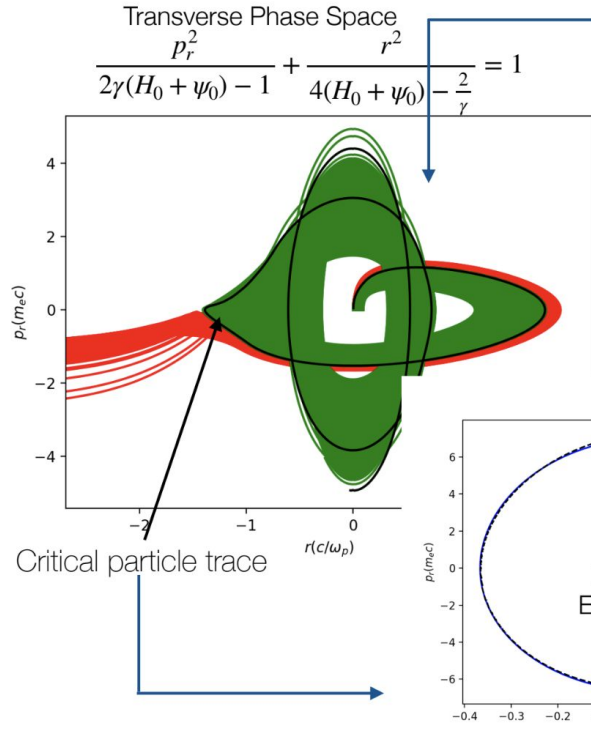 Transverse Phase Space
p_r^2/(2γ(H_0 + ψ_0) − 1) + r^2/(4(H_0 + ψ_0) − 2/γ) = 1
4
2
0
−2
−4
p_r(m_e c)
−2
−1
0
r(c/ω_p)
Critical particle trace
6
4
2
0
−2
−4
−6
p_r(m_e c)
E
−0.4
−0.3
−0.2